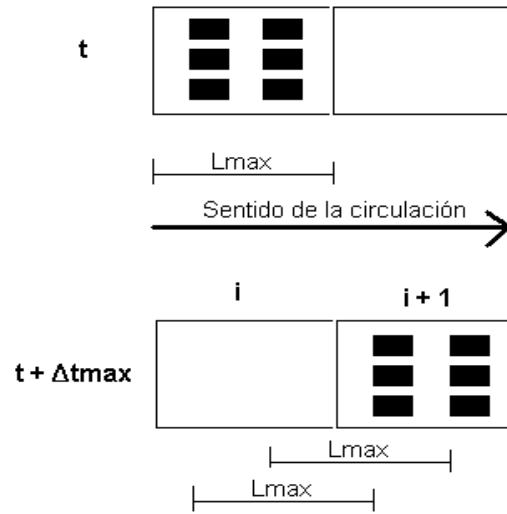 t
Lmax
Sentido de la circulación
i
i + 1
t + Δtmax
Lmax
Lmax